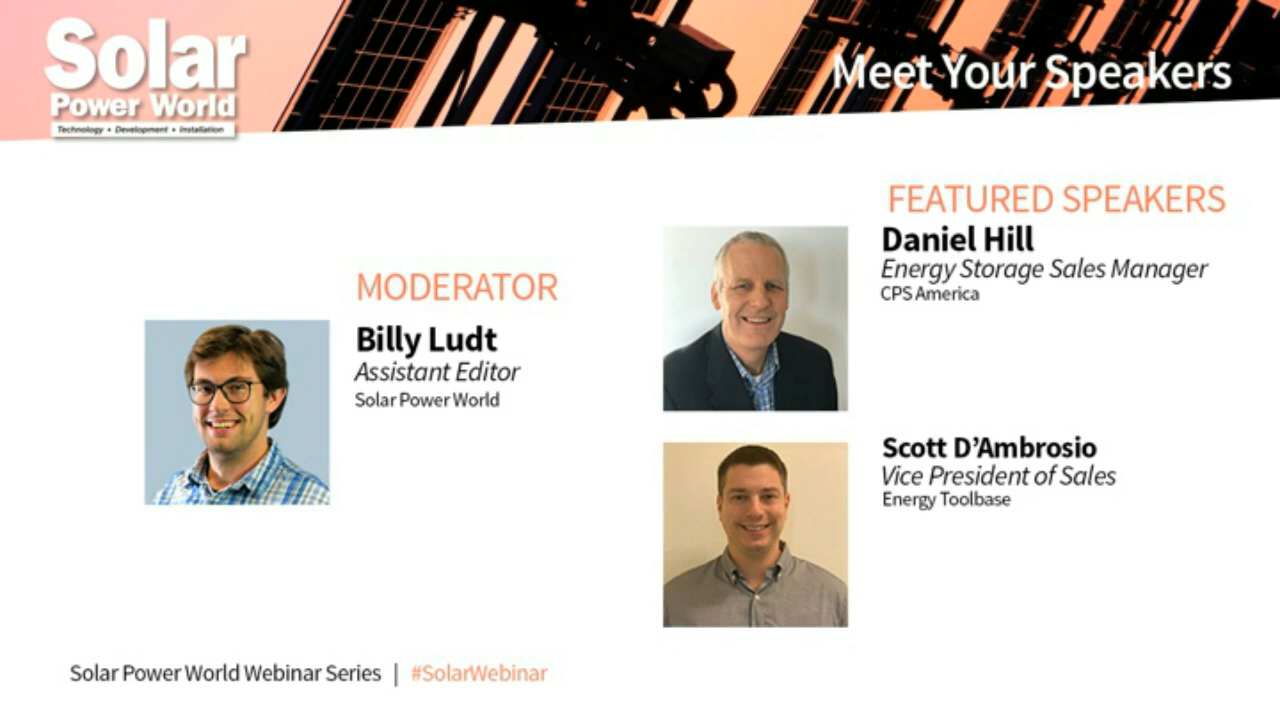 Solar
Power World
Technology • Development • Installation
Meet Your Speakers
MODERATOR
Billy Ludt
Assistant Editor
Solar Power World
FEATURED SPEAKERS
Daniel Hill
Energy Storage Sales Manager
CPS America
Scott D’Ambrosio
Vice President of Sales
Energy Toolbase
Solar Power World Webinar Series | #SolarWebinar